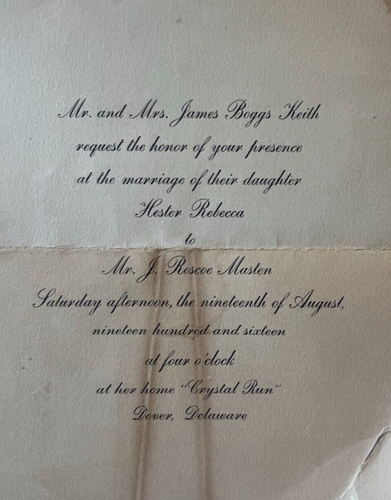 Mr. and Mrs. James Boggs Keith
request the honor of your presence
at the marriage of their daughter
Hester Rebecca
to
Mr. J. Roscoe Masten
Saturday afternoon, the nineteenth of August,
nineteen hundred and sixteen
at four o'clock
at her home "Crystal Run"
Dover, Delaware